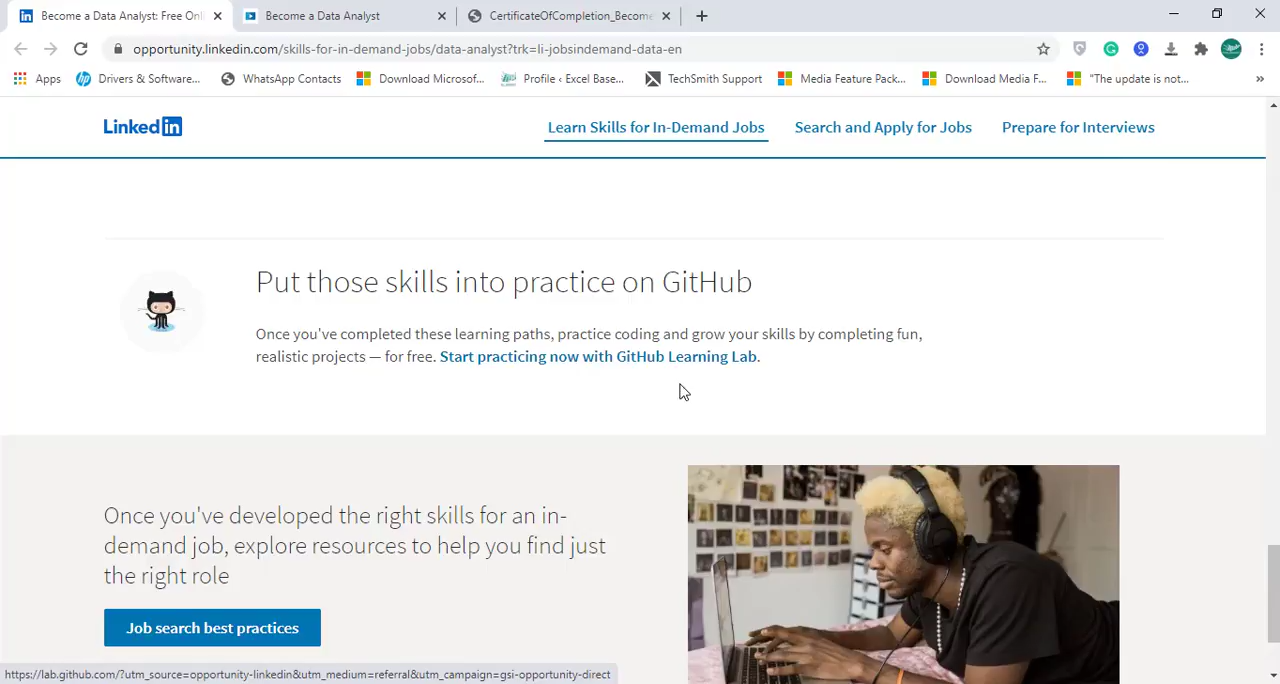 Become a Data Analyst: Free Onli
Become a Data Analyst
CertificateOfCompletion_Become
opportunity.linkedin.com/skills-for-in-demand-jobs/data-analyst?trk=li-jobsindemand-data-en
Apps
Drivers & Software...
WhatsApp Contacts
Download Microsof...
Profile ‹ Excel Base...
TechSmith Support
Media Feature Pack...
Download Media F...
"The update is not...
»
Linked in
Learn Skills for In-Demand Jobs
Search and Apply for Jobs
Prepare for Interviews
Put those skills into practice on GitHub
Once you've completed these learning paths, practice coding and grow your skills by completing fun,
realistic projects — for free. Start practicing now with GitHub Learning Lab.
Once you've developed the right skills for an in-
demand job, explore resources to help you find just
the right role
Job search best practices
https://lab.github.com/?utm_source=opportunity-linkedin&utm_medium=referral&utm_campaign=gsi-opportunity-direct